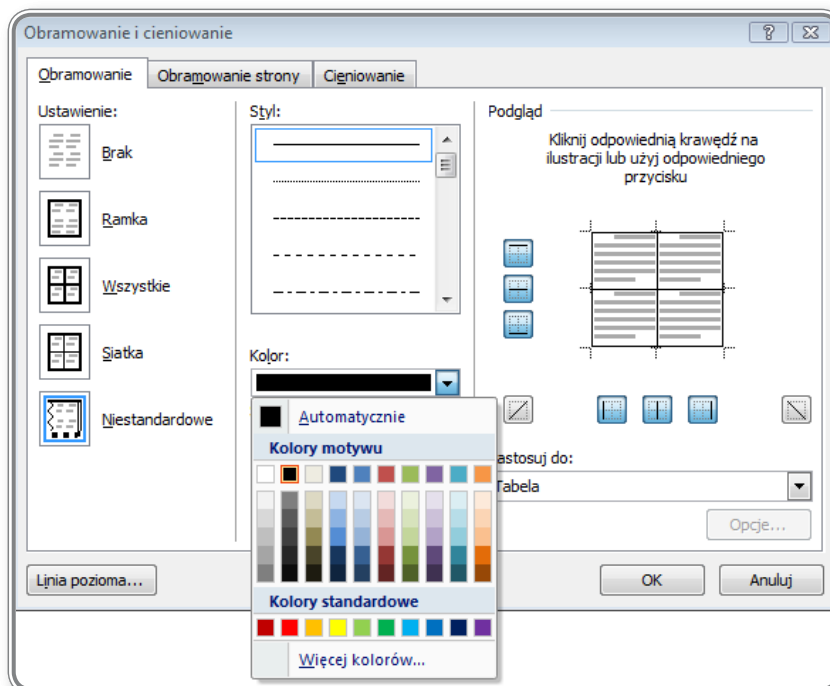 Obramowanie i cieniowanie
Obramowanie
Obramowanie strony
Cieniowanie
Ustawienie:
Brak
Ramka
Wszystkie
Siatka
Niestandardowe
Styl:
Kolor:
Automatycznie
Kolory motywu
Kolory standardowe
Więcej kolorów...
Podgląd
Kliknij odpowiednią krawędź na
ilustracji lub użyj odpowiedniego
przycisku
astosuj do:
Tabela
Opcje...
Linia pozioma...
OK
Anuluj